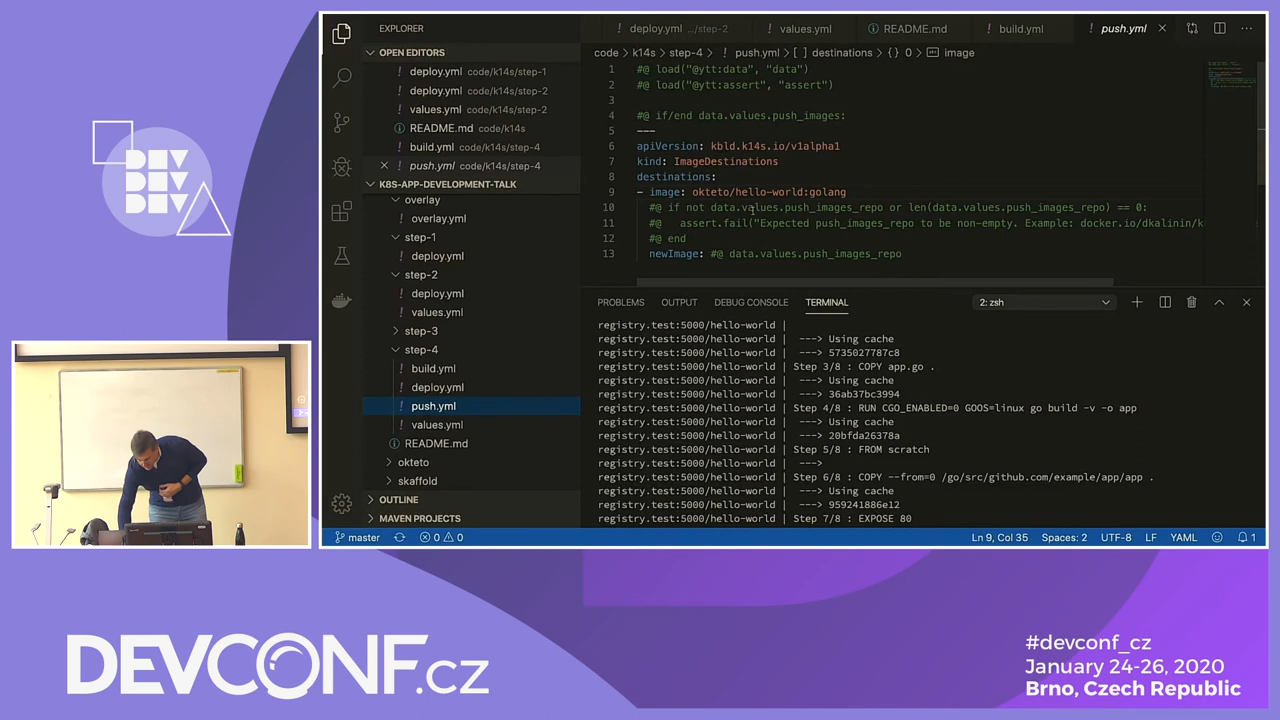 EXPLORER
OPEN EDITORS
! deploy.yml code/k14s/step-1
! deploy.yml code/k14s/step-2
! values.yml code/k14s/step-2
README.md code/k14s
! build.yml code/k14s/step-4
! push.yml code/k14s/step-4
K8S-APP-DEVELOPMENT-TALK
overlay
! overlay.yml
step-1
! deploy.yml
step-2
! deploy.yml
! values.yml
step-3
step-4
! build.yml
! deploy.yml
! push.yml
! values.yml
README.md
okteto
skaffold
OUTLINE
MAVEN PROJECTS
! deploy.yml .../step-2 ! values.yml README.md ! build.yml ! push.yml
code > k14s > step-4 > ! push.yml > [ ] destinations > {} 0 > image
1 #@ load("@ytt:data", "data")
2 #@ load("@ytt:assert", "assert")
3
4 #@ if/end data.values.push_images:
5 ---
6 apiVersion: kbld.k14s.io/v1alpha1
7 kind: ImageDestinations
8 destinations:
9 - image: okteto/hello-world:golang
10 #@ if not data.values.push_images_repo or len(data.values.push_images_repo) == 0:
11 #@ assert.fail("Expected push_images_repo to be non-empty. Example: docker.io/dkalinin/k
12 #@ end
13 newImage: #@ data.values.push_images_repo
PROBLEMS OUTPUT DEBUG CONSOLE TERMINAL 2: zsh
registry.test:5000/hello-world |
registry.test:5000/hello-world | ---> Using cache
registry.test:5000/hello-world | ---> 5735027787c8
registry.test:5000/hello-world | Step 3/8 : COPY app.go .
registry.test:5000/hello-world | ---> Using cache
registry.test:5000/hello-world | ---> 36ab37bc3994
registry.test:5000/hello-world | Step 4/8 : RUN CGO_ENABLED=0 GOOS=linux go build -v -o app
registry.test:5000/hello-world | ---> Using cache
registry.test:5000/hello-world | ---> 20bfda26378a
registry.test:5000/hello-world | Step 5/8 : FROM scratch
registry.test:5000/hello-world | --->
registry.test:5000/hello-world | Step 6/8 : COPY --from=0 /go/src/github.com/example/app/app .
registry.test:5000/hello-world | ---> Using cache
registry.test:5000/hello-world | ---> 959241886e12
registry.test:5000/hello-world | Step 7/8 : EXPOSE 80
master 0 0 Ln 9, Col 35 Spaces: 2 UTF-8 LF YAML 1
DEV
DEV
DEV
DEVCONF.cz
#devconf_cz
January 24-26, 2020
Brno, Czech Republic